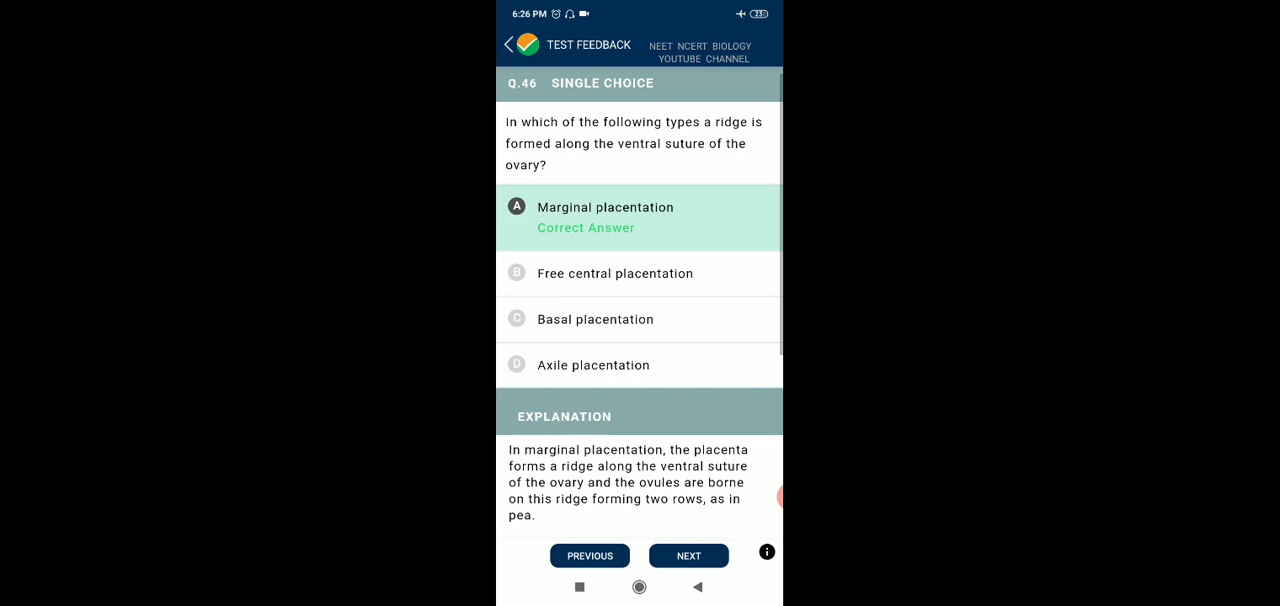 6:26 PM
23
TEST FEEDBACK
NEET NCERT BIOLOGY
YOUTUBE CHANNEL
Q.46 SINGLE CHOICE
In which of the following types a ridge is
formed along the ventral suture of the
ovary?
A Marginal placentation
Correct Answer
B Free central placentation
C Basal placentation
D Axile placentation
EXPLANATION
In marginal placentation, the placenta
forms a ridge along the ventral suture
of the ovary and the ovules are borne
on this ridge forming two rows, as in
pea.
PREVIOUS NEXT
i